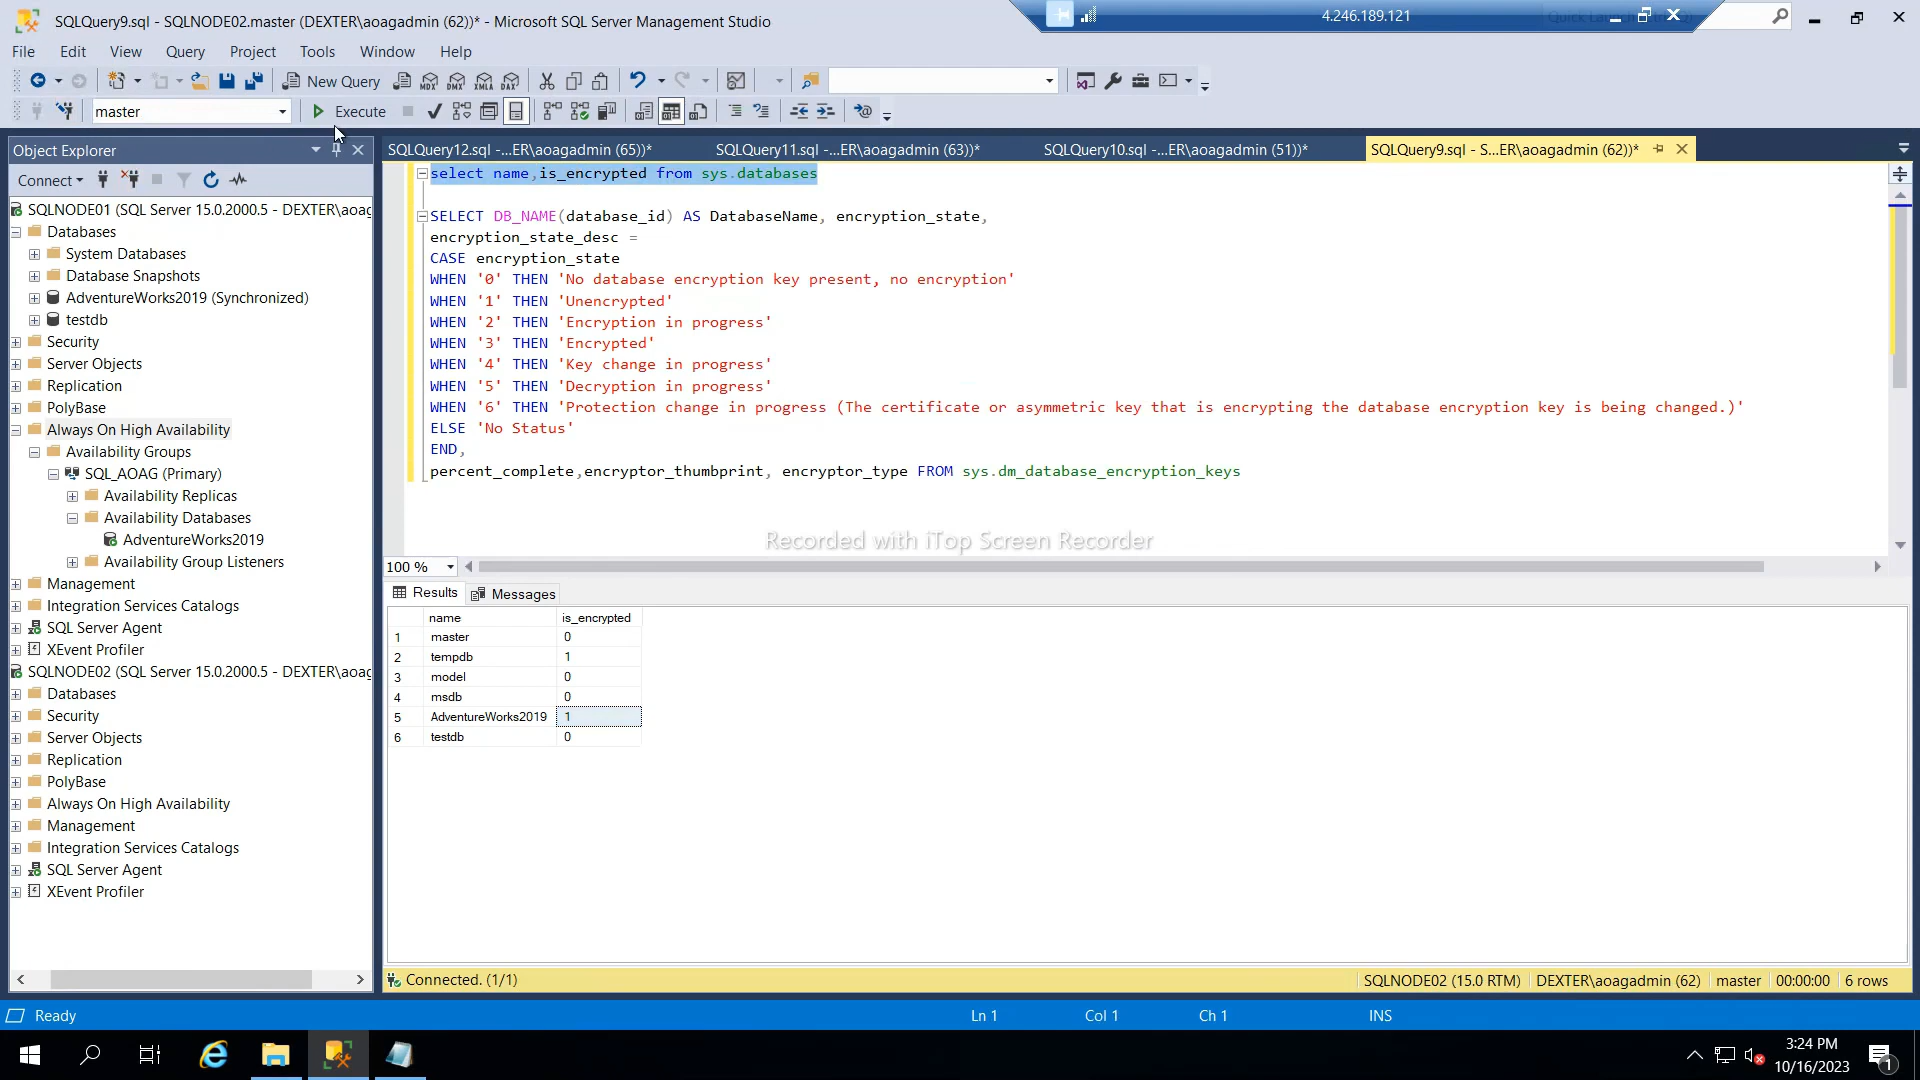 SQLQuery9.sql - SQLNODE02.master (DEXTER\aoagadmin (62))* - Microsoft SQL Server Management Studio
4.246.189.121
File Edit View Query Project Tools Window Help
New Query
master
Execute
Object Explorer
Connect
SQLNODE01 (SQL Server 15.0.2000.5 - DEXTER\aoag
Databases
System Databases
Database Snapshots
AdventureWorks2019 (Synchronized)
testdb
Security
Server Objects
Replication
PolyBase
Always On High Availability
Availability Groups
SQL_AOAG (Primary)
Availability Replicas
Availability Databases
AdventureWorks2019
Availability Group Listeners
Management
Integration Services Catalogs
SQL Server Agent
XEvent Profiler
SQLNODE02 (SQL Server 15.0.2000.5 - DEXTER\aoag
Databases
Security
Server Objects
Replication
PolyBase
Always On High Availability
Management
Integration Services Catalogs
SQL Server Agent
XEvent Profiler
SQLQuery12.sql -...ER\aoagadmin (65))* SQLQuery11.sql -...ER\aoagadmin (63))* SQLQuery10.sql -...ER\aoagadmin (51))* SQLQuery9.sql - S...ER\aoagadmin (62))*
select name,is_encrypted from sys.databases
SELECT DB_NAME(database_id) AS DatabaseName, encryption_state,
encryption_state_desc =
CASE encryption_state
WHEN '0' THEN 'No database encryption key present, no encryption'
WHEN '1' THEN 'Unencrypted'
WHEN '2' THEN 'Encryption in progress'
WHEN '3' THEN 'Encrypted'
WHEN '4' THEN 'Key change in progress'
WHEN '5' THEN 'Decryption in progress'
WHEN '6' THEN 'Protection change in progress (The certificate or asymmetric key that is encrypting the database encryption key is being changed.)'
ELSE 'No Status'
END,
percent_complete,encryptor_thumbprint, encryptor_type FROM sys.dm_database_encryption_keys
Recorded with iTop Screen Recorder
100 %
Results Messages
name is_encrypted
1 master 0
2 tempdb 1
3 model 0
4 msdb 0
5 AdventureWorks2019 1
6 testdb 0
Connected. (1/1) SQLNODE02 (15.0 RTM) DEXTER\aoagadmin (62) master 00:00:00 6 rows
Ready Ln 1 Col 1 Ch 1 INS
3:24 PM
10/16/2023
1